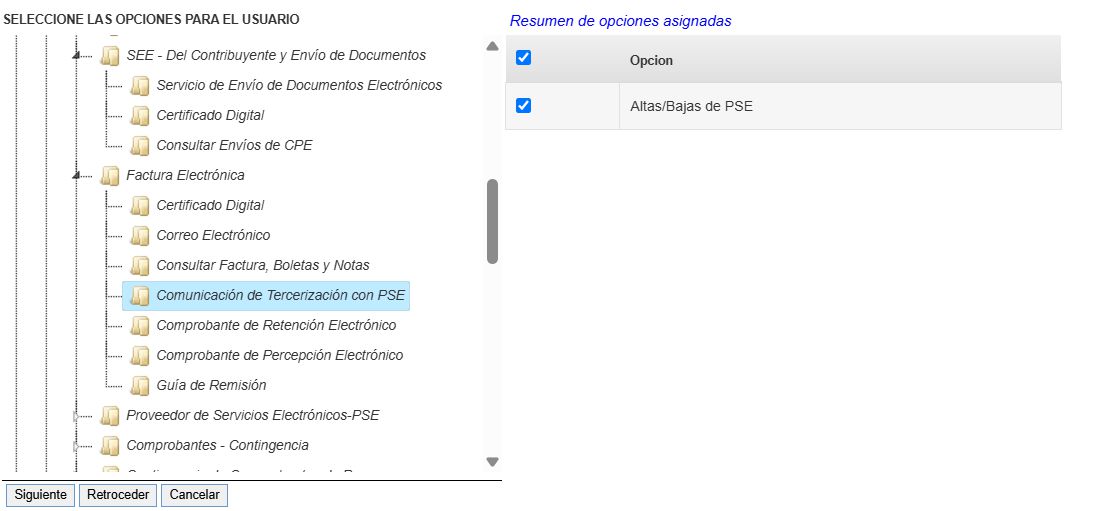 SELECCIONE LAS OPCIONES PARA EL USUARIO
SEE - Del Contribuyente y Envío de Documentos
Servicio de Envío de Documentos Electrónicos
Certificado Digital
Consultar Envíos de CPE
Factura Electrónica
Certificado Digital
Correo Electrónico
Consultar Factura, Boletas y Notas
Comunicación de Tercerización con PSE
Comprobante de Retención Electrónico
Comprobante de Percepción Electrónico
Guía de Remisión
Proveedor de Servicios Electrónicos-PSE
Comprobantes - Contingencia
Siguiente Retroceder Cancelar
Resumen de opciones asignadas
Opcion
Altas/Bajas de PSE